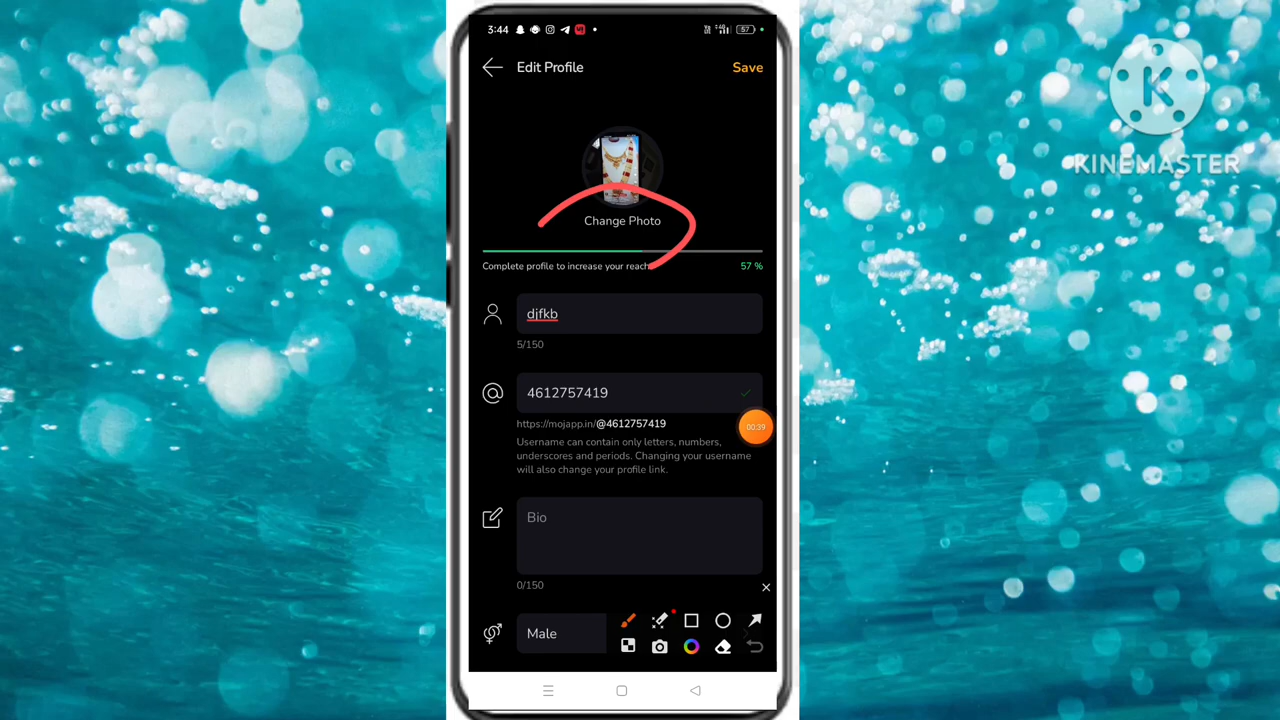 3:44
57
Edit Profile
Save
K
KINEMASTER
Change Photo
Complete profile to increase your reach
57 %
djfkb
5/150
4612757419
https://mojapp.in/@4612757419
00:39
Username can contain only letters, numbers,
underscores and periods. Changing your username
will also change your profile link.
Bio
0/150
Male